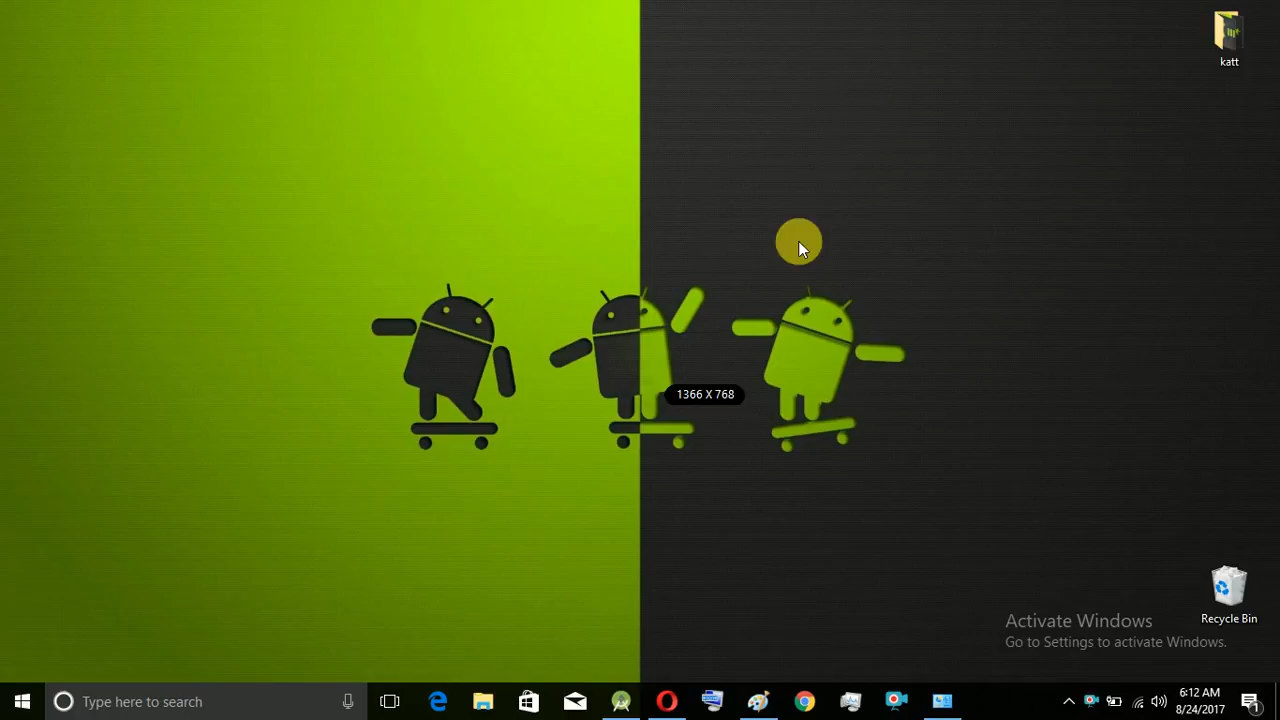 katt
1366 X 768
Activate Windows
Go to Settings to activate Windows.
Recycle Bin
Type here to search
6:12 AM
8/24/2017
1